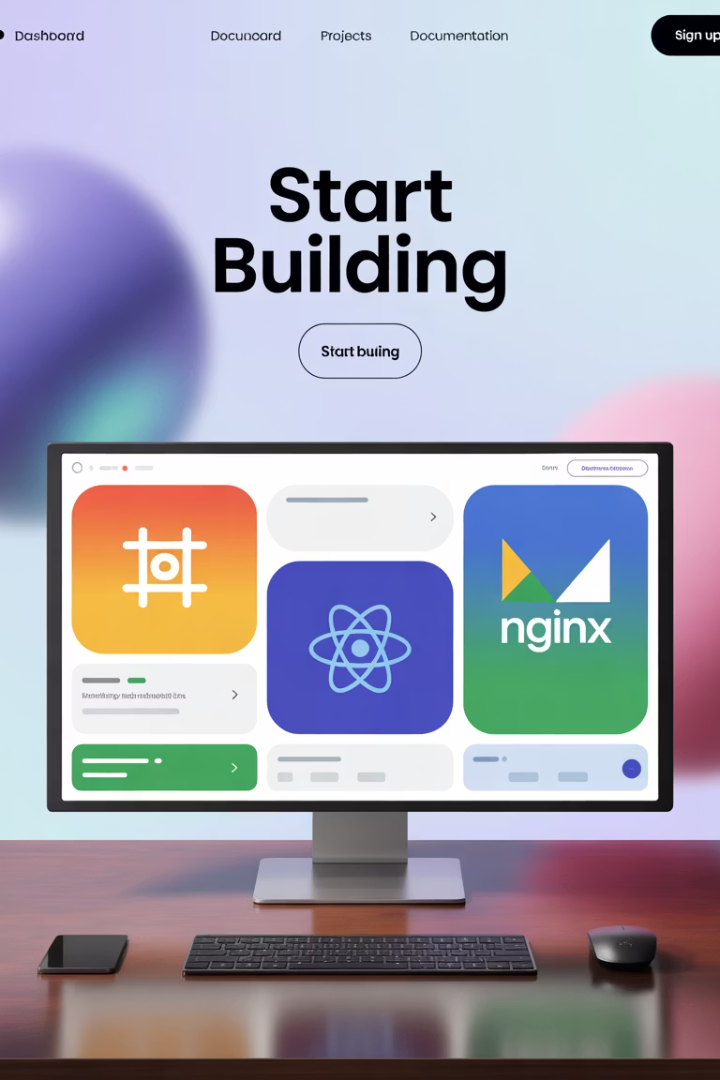 Dashboard
Docuncard
Projects
Documentation
Sign up
Start
Building
Start buiing
nginx